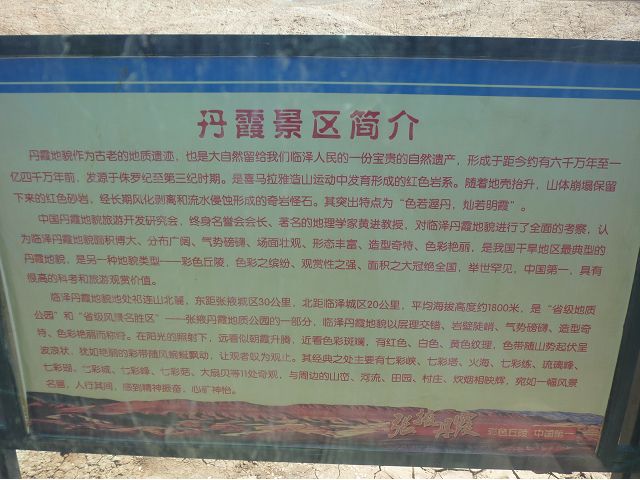 丹霞景区简介
丹霞地貌作为古老的地质遗迹，也是大自然留给我们临泽人民的一份宝贵的自然遗产，形成于距今约有六千万年至一
亿四千万年前，发源于侏罗纪至第三纪时期。是喜马拉雅造山运动中发育形成的红色岩系。随着地壳抬升，山体崩塌保留
下来的红色砂岩，经长期风化剥离和流水侵蚀形成的奇岩怪石。其突出特点为“色若渥丹，灿若明霞”。
中国丹霞地貌旅游开发研究会，终身名誉会会长、著名的地理学家黄进教授，对临泽丹霞地貌进行了全面的考察，认
为临泽丹霞地貌面积博大、分布广阔、气势磅礴、场面壮观、形态丰富、造型奇特、色彩艳丽，是我国干旱地区最典型的
丹霞地貌，是另一种地貌类型——彩色丘陵，色彩之缤纷、观赏性之强、面积之大冠绝全国，举世罕见，中国第一，具有
很高的科考和旅游观赏价值。
临泽丹霞地貌地处祁连山北麓，东距张掖城区30公里，北距临泽城区20公里，平均海拔高度约1800米，是“省级地质
公园”和“省级风景名胜区”——张掖丹霞地质公园的一部分，临泽丹霞地貌以层理交错、岩壁陡峭、气势磅礴、造型奇
特、色彩艳丽而称奇。在阳光的照射下，远看似朝霞升腾，近看色彩斑斓，有红色、白色、黄色纹理，色带随山势起伏呈
波浪状，犹如艳丽的彩带随风蜿蜒飘动，让观者叹为观止。其经典之处主要有七彩峡、七彩塔、火海、七彩练、琉璃峰、
七彩瑙、七彩城、七彩峰、七彩菇、大扇贝等11处奇观，与周边的山峦、河流、田园、村庄、炊烟相映辉，宛如一幅风景
名画，人行其间，感到精神振奋，心旷神怡。
张掖丹霞 彩色丘陵 中国第一